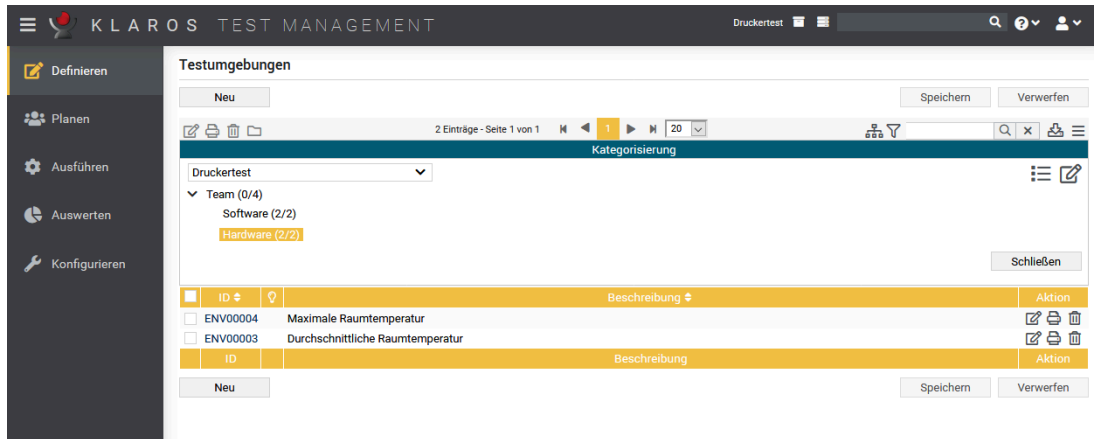 KLAROS TEST MANAGEMENT
Druckertest
Definieren
Planen
Ausführen
Auswerten
Konfigurieren
Testumgebungen
Neu Speichern Verwerfen
2 Einträge - Seite 1 von 1 1 20
Kategorisierung
Druckertest
Team (0/4)
Software (2/2)
Hardware (2/2)
Schließen
ID Beschreibung Aktion
ENV00004 Maximale Raumtemperatur
ENV00003 Durchschnittliche Raumtemperatur
ID Beschreibung Aktion
Neu Speichern Verwerfen